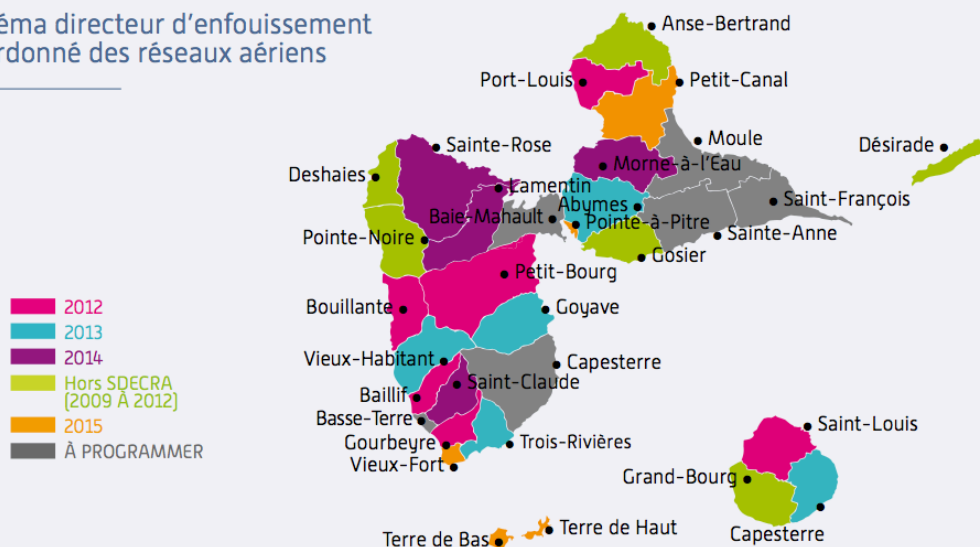 éma directeur d'enfouissement
rdonné des réseaux aériens
Anse-Bertrand
Port-Louis
Petit-Canal
Moule
Sainte-Rose
Désirade
Morne-à-l'Eau
Deshaies
Lamentin
Saint-François
Abymes
Baie-Mahault
Pointe-à-Pitre
Sainte-Anne
Pointe-Noire
Gosier
Petit-Bourg
2012
Bouillante
Goyave
2013
2014
Vieux-Habitant
Capesterre
Hors SDECRA
(2009 À 2012)
Saint-Claude
Baillif
2015
Basse-Terre
Saint-Louis
À PROGRAMMER
Gourbeyre
Trois-Rivières
Vieux-Fort
Grand-Bourg
Terre de Haut
Capesterre
Terre de Bas